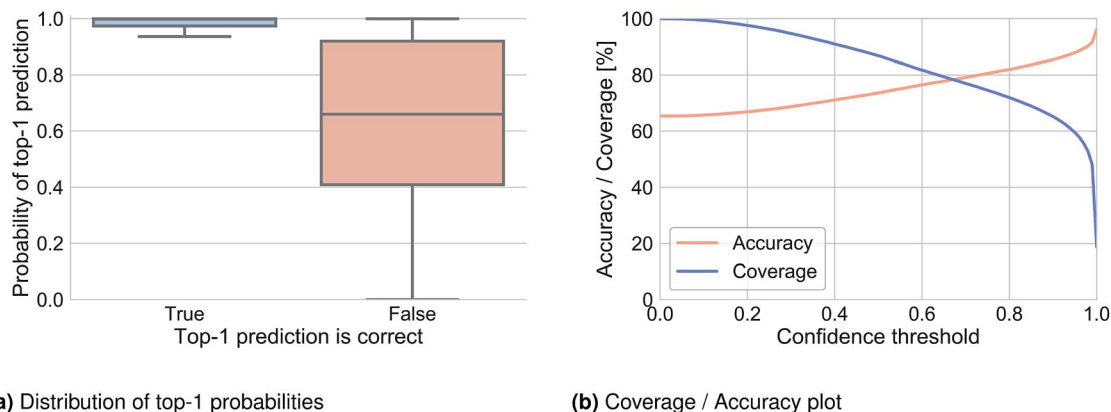 1.0
0.8
0.6
0.4
0.2
0.0
Probability of top-1 prediction
True False
Top-1 prediction is correct
100
80
60
40
20
0
Accuracy / Coverage [%]
Accuracy
Coverage
0.0 0.2 0.4 0.6 0.8 1.0
Confidence threshold
a) Distribution of top-1 probabilities
(b) Coverage / Accuracy plot